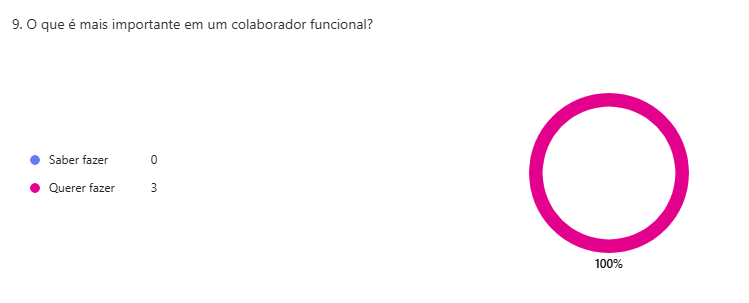 9. O que é mais importante em um colaborador funcional?
Saber fazer 0
Querer fazer 3
100%